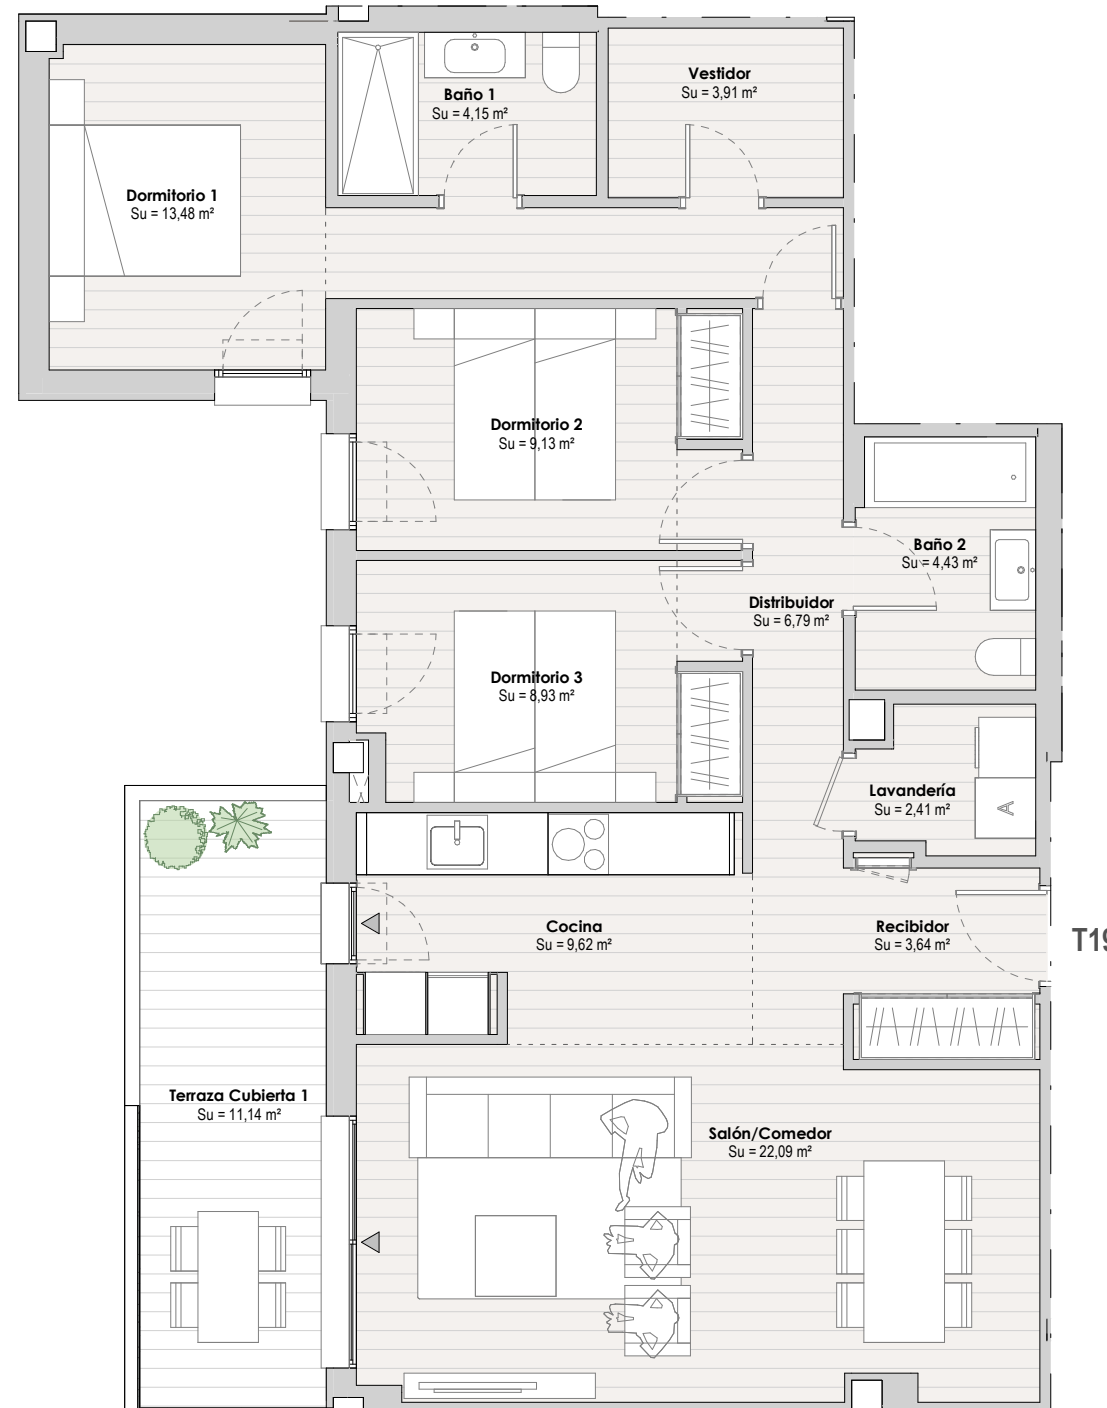 Vestidor
Su = 3,91 m²
Baño 1
Su = 4,15 m²
Dormitorio 1
Su = 13,48 m²
Dormitorio 2
Su = 9,13 m²
Baño 2
Su = 4,43 m²
Distribuidor
Su = 6,79 m²
Dormitorio 3
Su = 8,93 m²
Lavandería
Su = 2,41 m²
A
Cocina
Su = 9,62 m²
Recibidor
Su = 3,64 m²
T19
Terraza Cubierta 1
Su = 11,14 m²
Salón/Comedor
Su = 22,09 m²